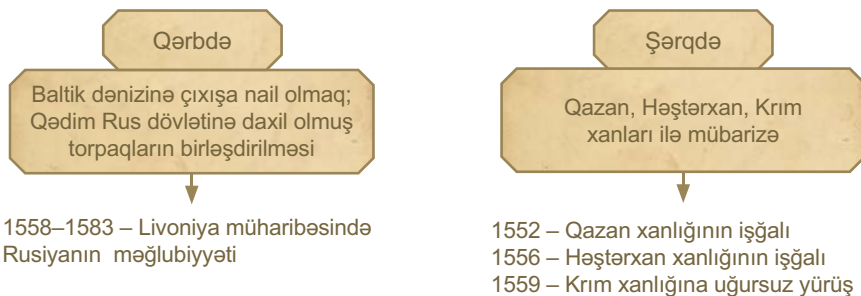 Qərbdə
Baltik dənizinə çıxışa nail olmaq;
Qədim Rus dövlətinə daxil olmuş
torpaqların birləşdirilməsi
1558–1583 – Livoniya müharibəsində
Rusiyanın məğlubiyyəti
Şərqdə
Qazan, Həştərxan, Krım
xanları ilə mübarizə
1552 – Qazan xanlığının işğalı
1556 – Həştərxan xanlığının işğalı
1559 – Krım xanlığına uğursuz yürüş